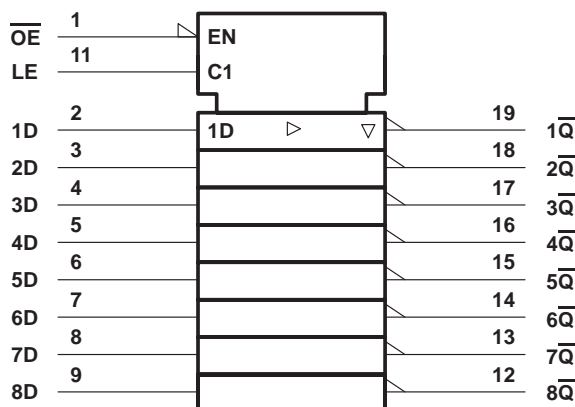 O̅E̅ 1 EN
LE 11 C1
1D 2 1D 19 1Q̅
2D 3 18 2Q̅
3D 4 17 3Q̅
4D 5 16 4Q̅
5D 6 15 5Q̅
6D 7 14 6Q̅
7D 8 13 7Q̅
8D 9 12 8Q̅